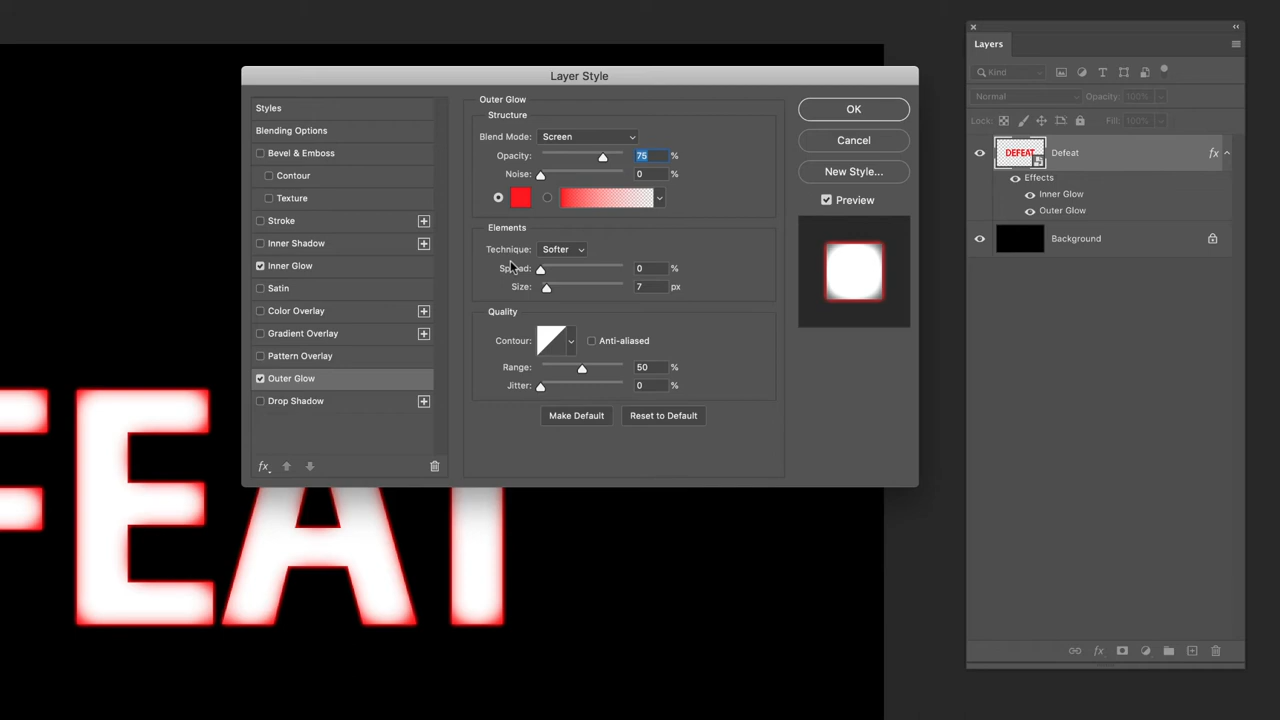 Layers
Kind
Normal Opacity: 100%
Lock: Fill: 100%
DEFEAT Defeat fx
Effects
Inner Glow
Outer Glow
Background
fx
Layer Style
Styles
Blending Options
Bevel & Emboss
Contour
Texture
Stroke
Inner Shadow
Inner Glow
Satin
Color Overlay
Gradient Overlay
Pattern Overlay
Outer Glow
Drop Shadow
fx
Outer Glow
Structure
Blend Mode: Screen
Opacity: 75 %
Noise: 0 %
Elements
Technique: Softer
Spread: 0 %
Size: 7 px
Quality
Contour: Anti-aliased
Range: 50 %
Jitter: 0 %
Make Default Reset to Default
OK
Cancel
New Style...
Preview
FEAT